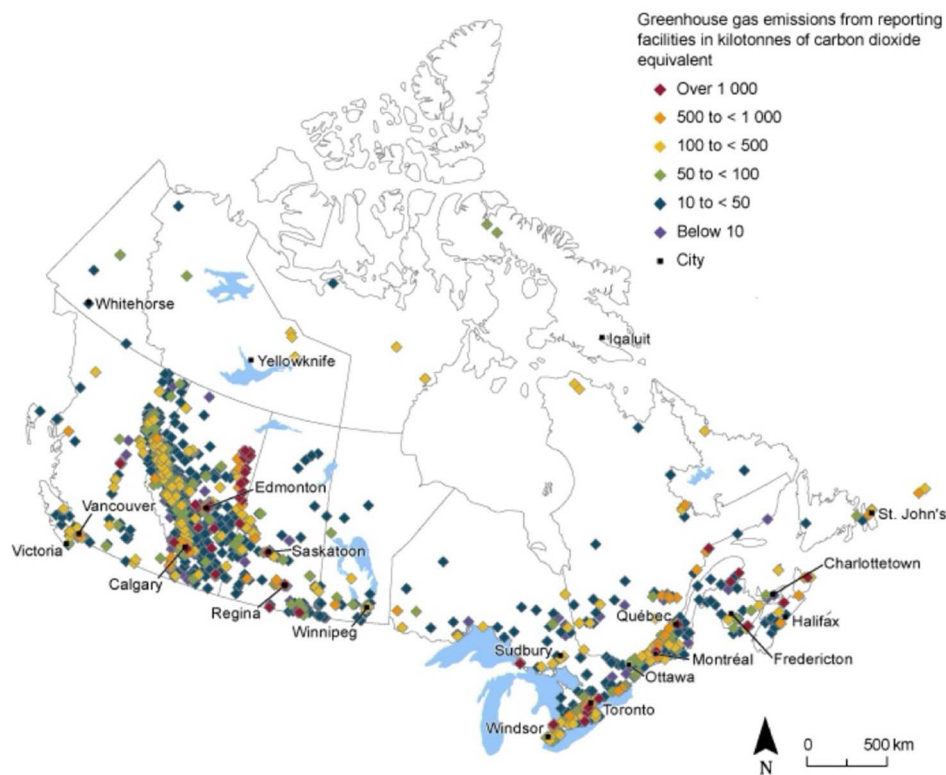 Greenhouse gas emissions from reporting
facilities in kilotonnes of carbon dioxide
equivalent
Over 1 000
500 to < 1 000
100 to < 500
50 to < 100
10 to < 50
Below 10
City
Whitehorse
Iqaluit
Yellowknife
Edmonton
Vancouver
St. John's
Victoria
Saskatoon
Calgary
Charlottetown
Regina
Québec
Halifax
Winnipeg
Sudbury
Montréal
Fredericton
Ottawa
Toronto
Windsor
0 500 km
N